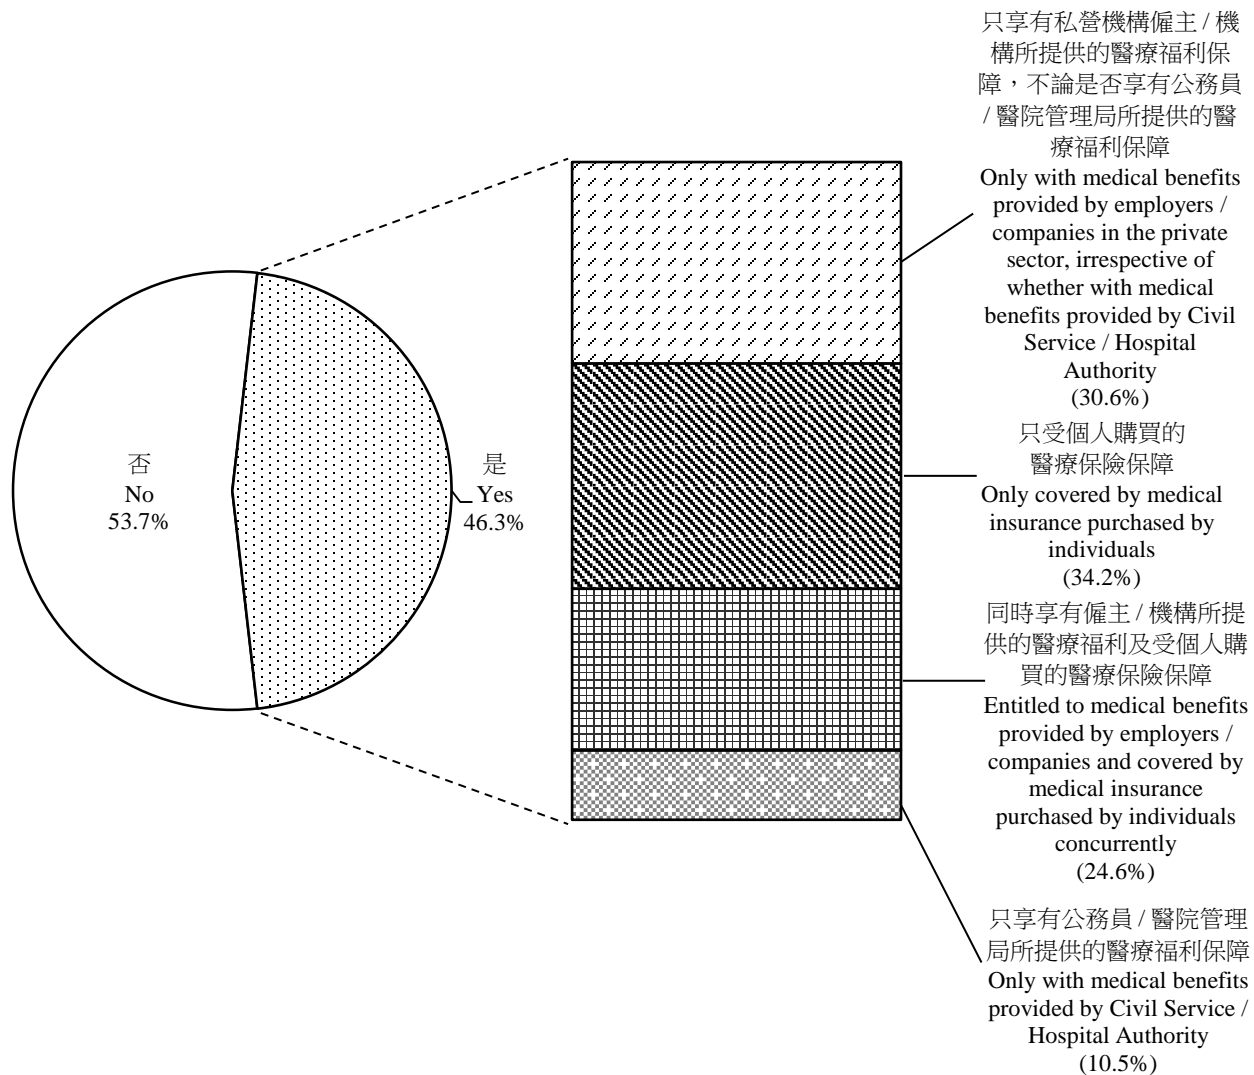 只享有私營機構僱主 / 機
構所提供的醫療福利保
障，不論是否享有公務員
/ 醫院管理局所提供的醫
療福利保障
Only with medical benefits
provided by employers /
companies in the private
sector, irrespective of
whether with medical
benefits provided by Civil
Service / Hospital
Authority
(30.6%)
否
No
53.7%
是
Yes
46.3%
只受個人購買的
醫療保險保障
Only covered by medical
insurance purchased by
individuals
(34.2%)
同時享有僱主 / 機構所提
供的醫療福利及受個人購
買的醫療保險保障
Entitled to medical benefits
provided by employers /
companies and covered by
medical insurance
purchased by individuals
concurrently
(24.6%)
只享有公務員 / 醫院管理
局所提供的醫療福利保障
Only with medical benefits
provided by Civil Service /
Hospital Authority
(10.5%)